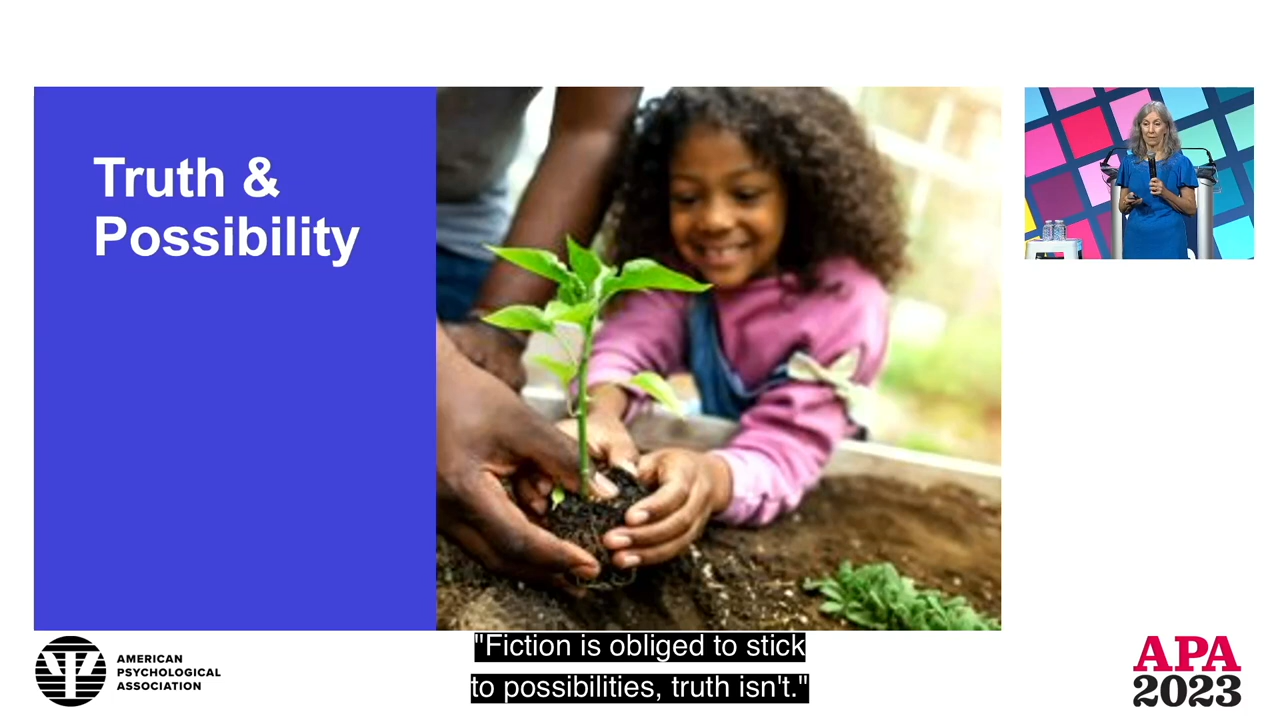 Truth &
Possibility
AMERICAN
PSYCHOLOGICAL
ASSOCIATION
"Fiction is obliged to stick
to possibilities, truth isn't."
APA
2023